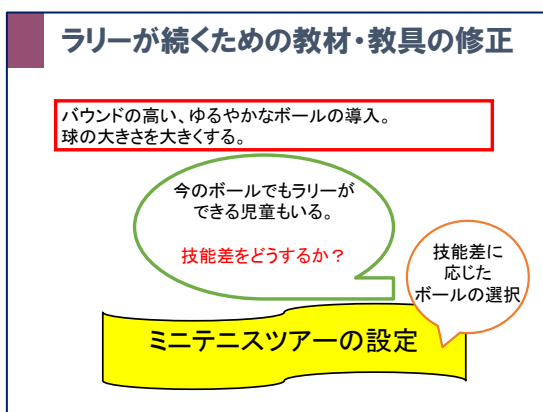 ラリーが続くための教材・教具の修正
バウンドの高い、ゆるやかなボールの導入。
球の大きさを大きくする。
今のボールでもラリーが
できる児童もいる。
技能差をどうするか？
技能差に
応じた
ボールの選択
ミニテニスツアーの設定